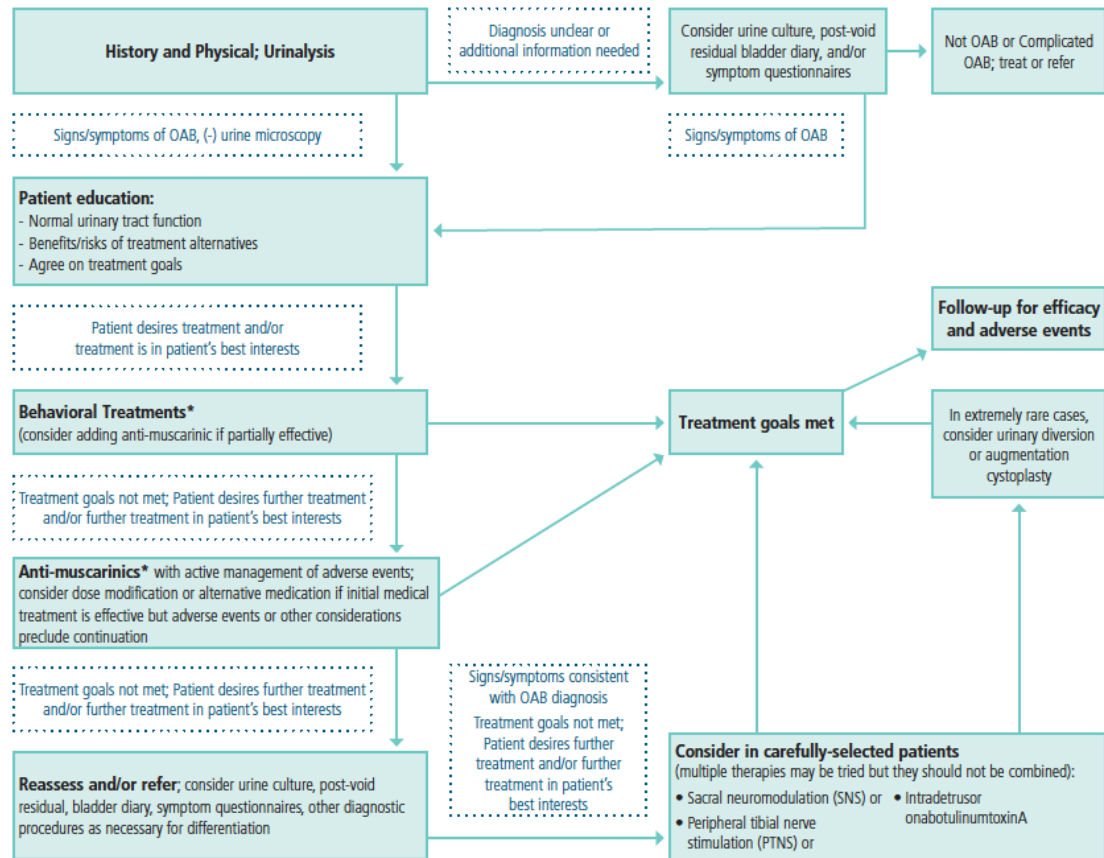 History and Physical; Urinalysis
Diagnosis unclear or
additional information needed
Consider urine culture, post-void
residual bladder diary, and/or
symptom questionnaires
Not OAB or Complicated
OAB; treat or refer
Signs/symptoms of OAB, (-) urine microscopy
Signs/symptoms of OAB
Patient education:
- Normal urinary tract function
- Benefits/risks of treatment alternatives
- Agree on treatment goals
Patient desires treatment and/or
treatment is in patient's best interests
Follow-up for efficacy
and adverse events
Behavioral Treatments*
(consider adding anti-muscarinic if partially effective)
Treatment goals met
In extremely rare cases,
consider urinary diversion
or augmentation
cystoplasty
Treatment goals not met; Patient desires further treatment
and/or further treatment in patient's best interests
Anti-muscarinics* with active management of adverse events;
consider dose modification or alternative medication if initial medical
treatment is effective but adverse events or other considerations
preclude continuation
Treatment goals not met; Patient desires further treatment
and/or further treatment in patient's best interests
Signs/symptoms consistent
with OAB diagnosis
Treatment goals not met;
Patient desires further
treatment and/or further
treatment in patient's
best interests
Reassess and/or refer; consider urine culture, post-void
residual, bladder diary, symptom questionnaires, other diagnostic
procedures as necessary for differentiation
Consider in carefully-selected patients
(multiple therapies may be tried but they should not be combined):
• Sacral neuromodulation (SNS) or
• Peripheral tibial nerve
stimulation (PTNS) or
• Intradetrusor
onabotulinumtoxinA